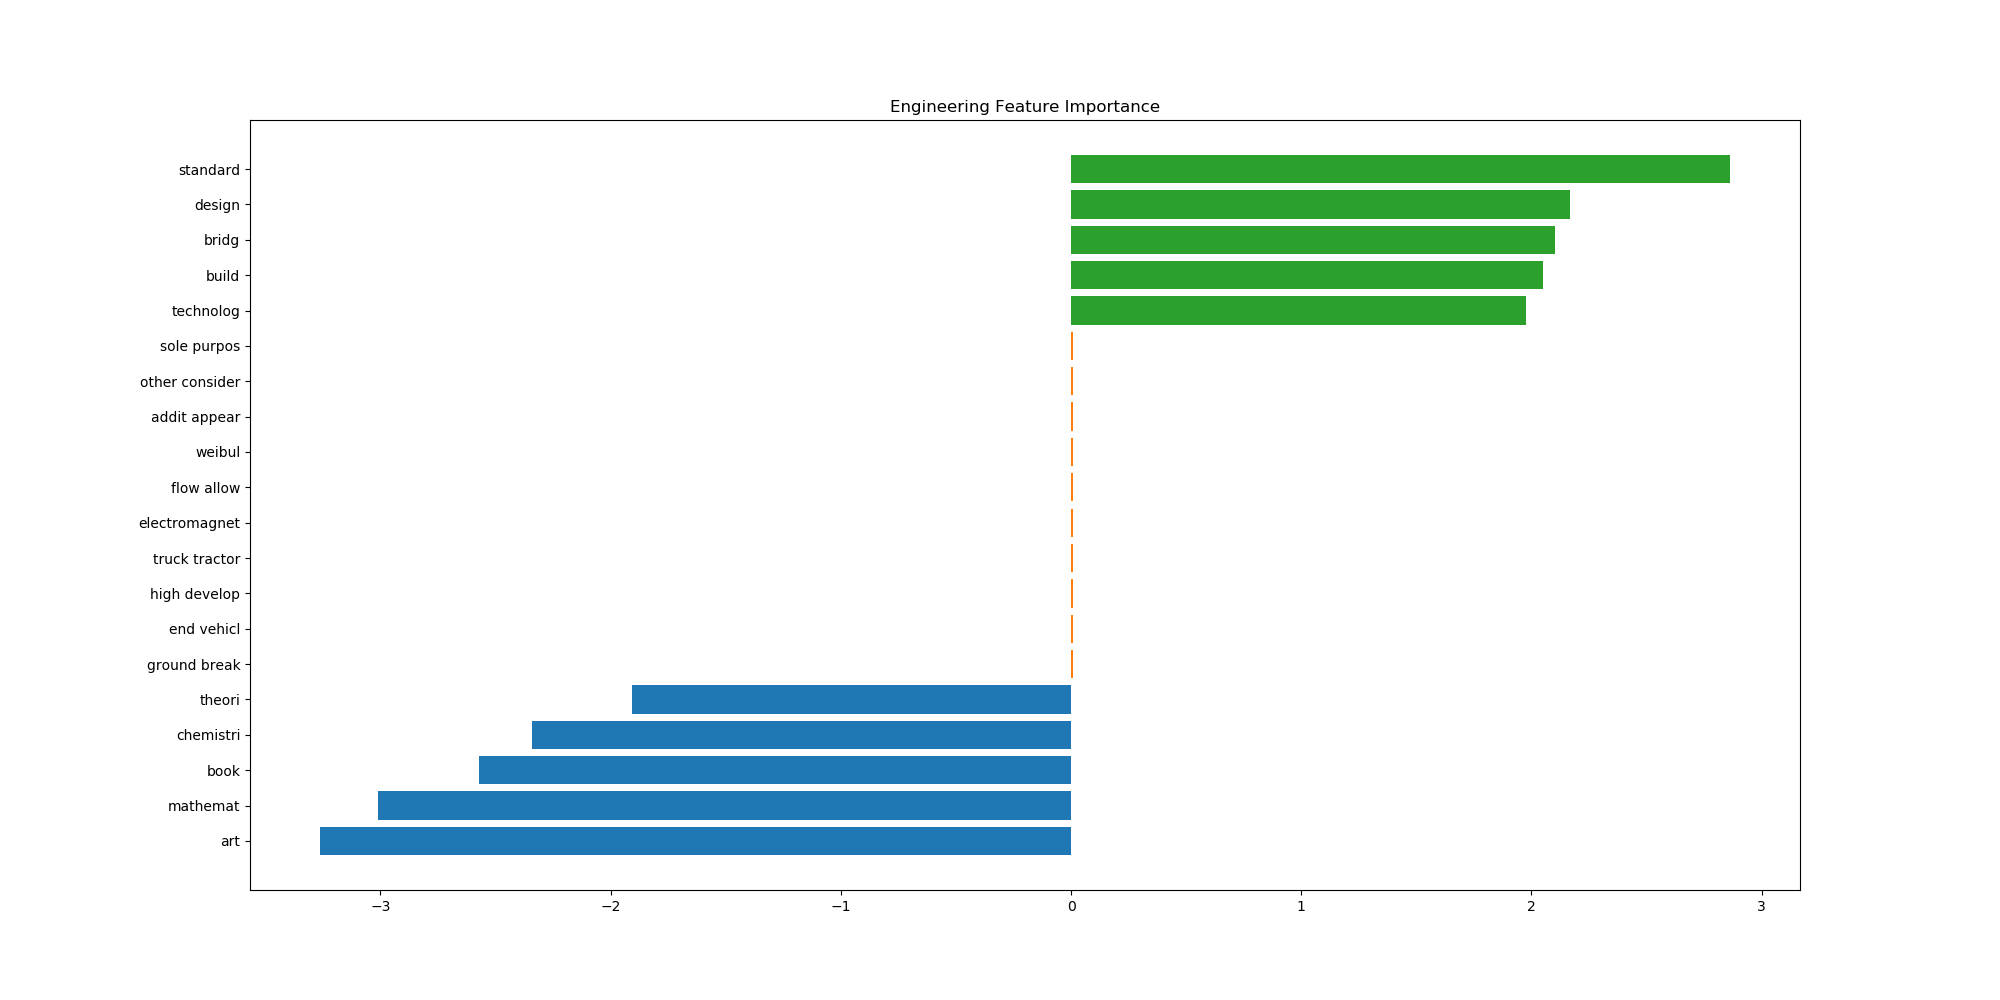 Engineering Feature Importance
standard
design
bridg
build
technolog
sole purpos
other consider
addit appear
weibul
flow allow
electromagnet
truck tractor
high develop
end vehicl
ground break
theori
chemistri
book
mathemat
art
−3 −2 −1 0 1 2 3